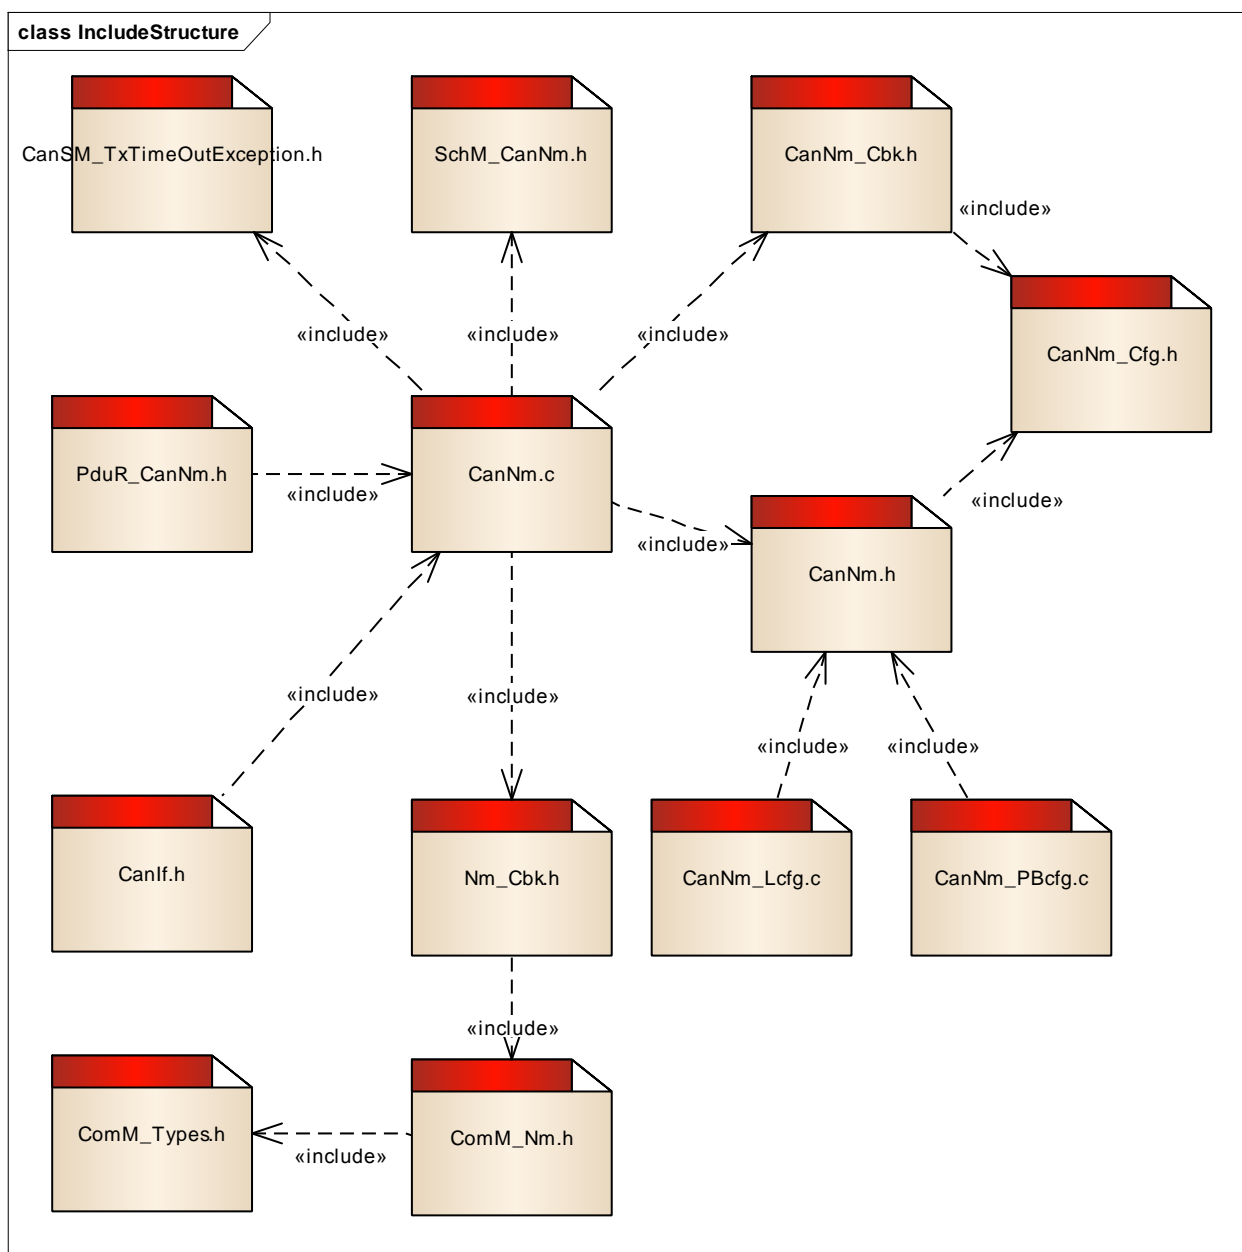 class IncludeStructure
CanSM_TxTimeOutException.h
SchM_CanNm.h
CanNm_Cbk.h
«include»
«include»
«include»
«include»
CanNm_Cfg.h
PduR_CanNm.h
«include»
CanNm.c
«include»
«include»
CanNm.h
«include»
«include»
«include»
«include»
CanIf.h
Nm_Cbk.h
CanNm_Lcfg.c
CanNm_PBcfg.c
«include»
ComM_Types.h
«include»
ComM_Nm.h